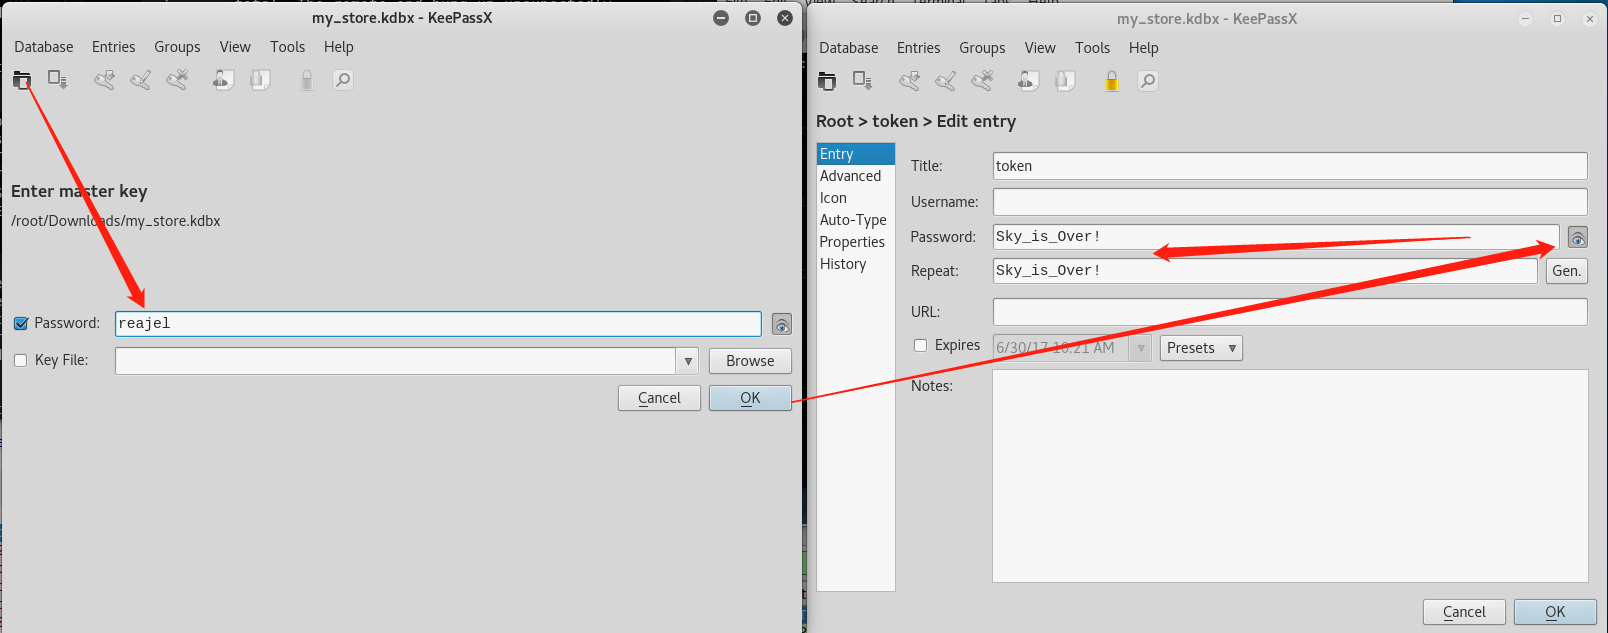 my_store.kdbx - KeePassX
Database Entries Groups View Tools Help
Enter master key
/root/Downloads/my_store.kdbx
Password: reajel
Key File:
Browse
Cancel OK
my_store.kdbx - KeePassX
Database Entries Groups View Tools Help
Root > token > Edit entry
Entry
Advanced
Icon
Auto-Type
Properties
History
Title: token
Username:
Password: Sky_is_Over!
Repeat: Sky_is_Over! Gen.
URL:
Expires 6/30/17 10:21 AM Presets
Notes:
Cancel OK